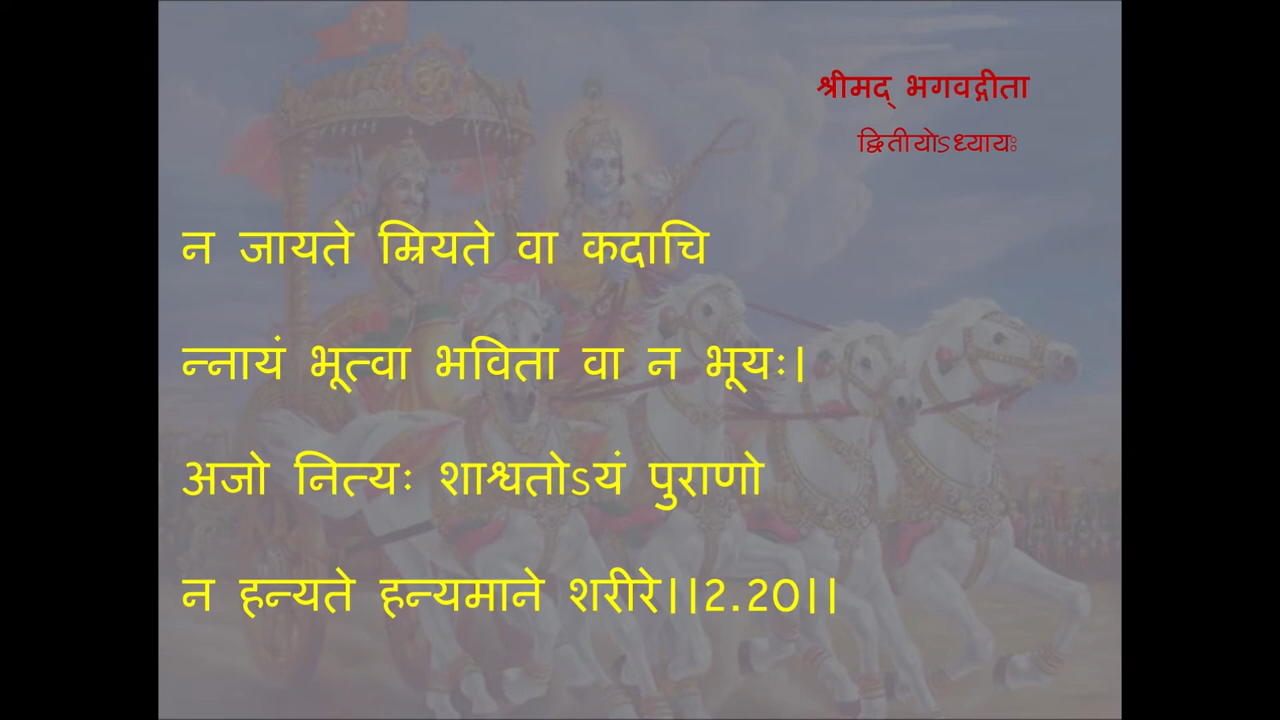 श्रीमद् भगवद्गीता
द्वितीयोऽध्यायः
न जायते म्रियते वा कदाचि
न्नायं भूत्वा भविता वा न भूयः।
अजो नित्यः शाश्वतोऽयं पुराणो
न हन्यते हन्यमाने शरीरे।।2.20।।